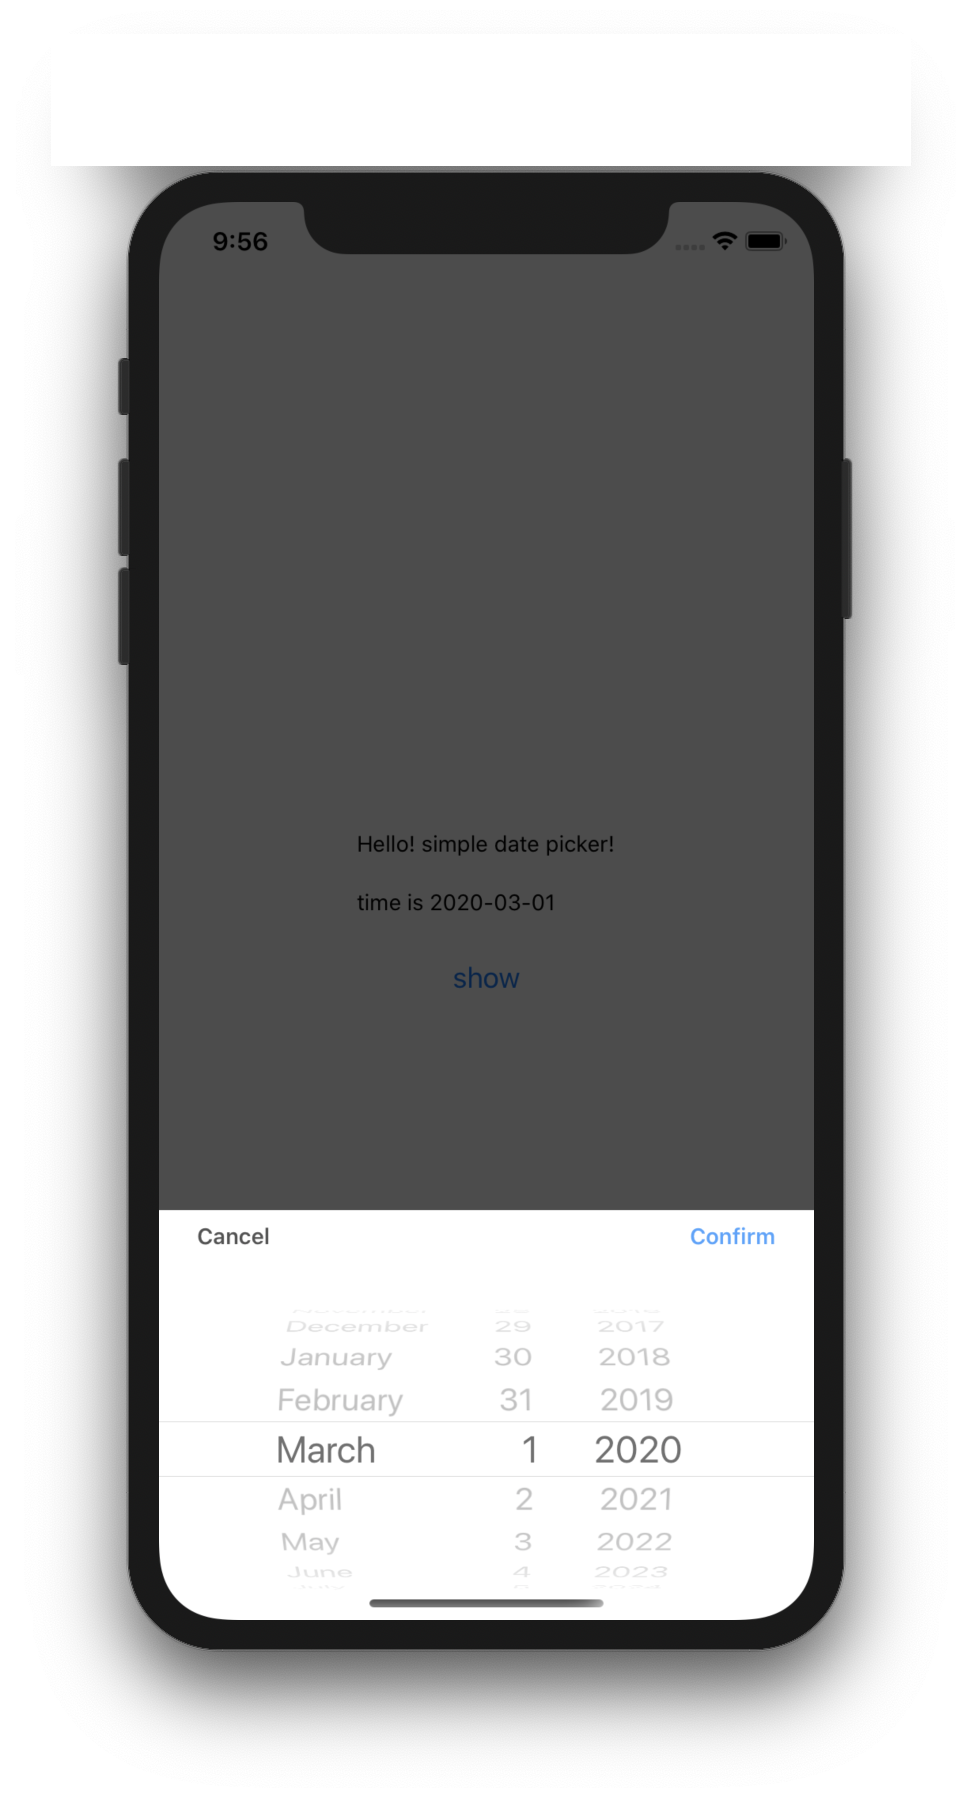 9:56
Hello! simple date picker!
time is 2020-03-01
show
Cancel Confirm
December 29 2017
January 30 2018
February 31 2019
March 1 2020
April 2 2021
May 3 2022
June 4 2023